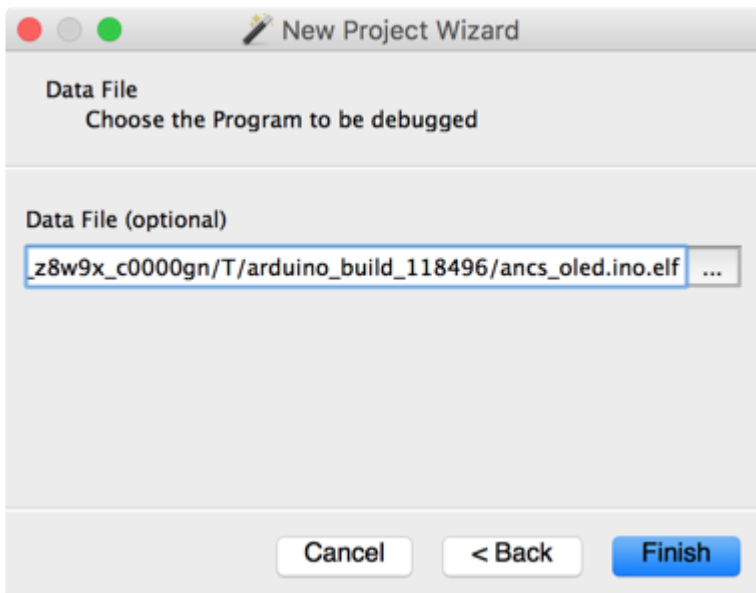 New Project Wizard
Data File
Choose the Program to be debugged
Data File (optional)
_z8w9x_c0000gn/T/arduino_build_118496/ancs_oled.ino.elf ...
Cancel < Back Finish